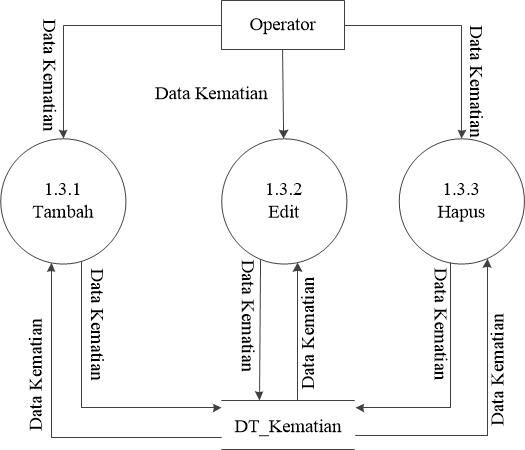 Operator
Data Kematian
Data Kematian
Data Kematian
1.3.1
Tambah
1.3.2
Edit
1.3.3
Hapus
Data Kematian
Data Kematian
Data Kematian
Data Kematian
Data Kematian
Data Kematian
DT_Kematian